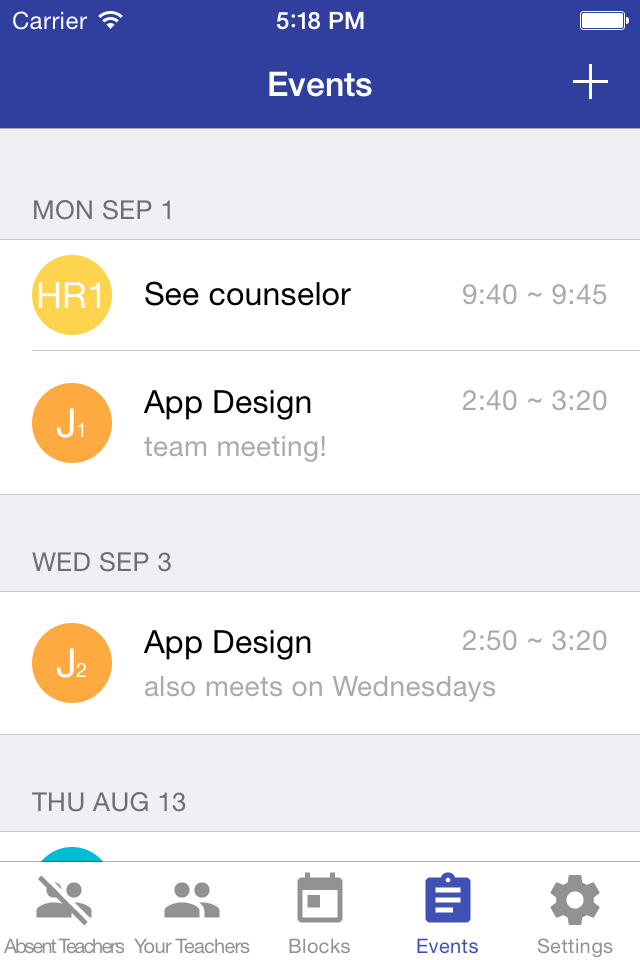 Carrier 5:18 PM
Events
MON SEP 1
HR1 See counselor 9:40 ~ 9:45
J1 App Design 2:40 ~ 3:20
team meeting!
WED SEP 3
J2 App Design 2:50 ~ 3:20
also meets on Wednesdays
THU AUG 13
Absent Teachers Your Teachers Blocks Events Settings